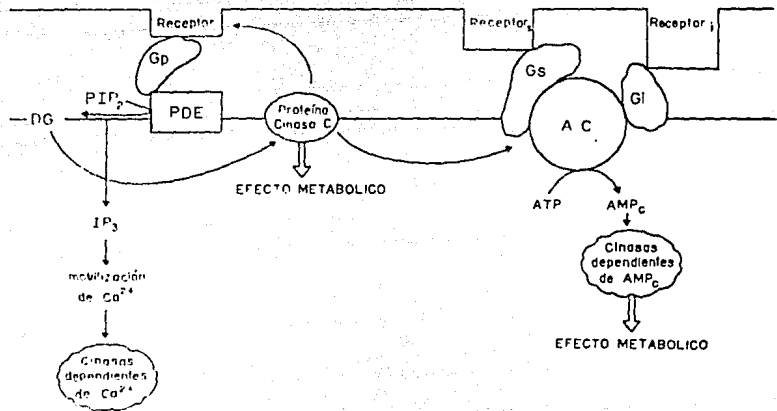 Receptor
Gp
PIP₂
DG
PDE
Proteína
Cinasa C
EFECTO METABOLICO
IP₃
movilización
de Ca²⁺
Cinasas
dependientes
de Ca²⁺
Receptor s
Receptor i
Gs
Gi
A C
ATP
AMPc
Cinasas
dependientes
de AMPc
EFECTO METABOLICO